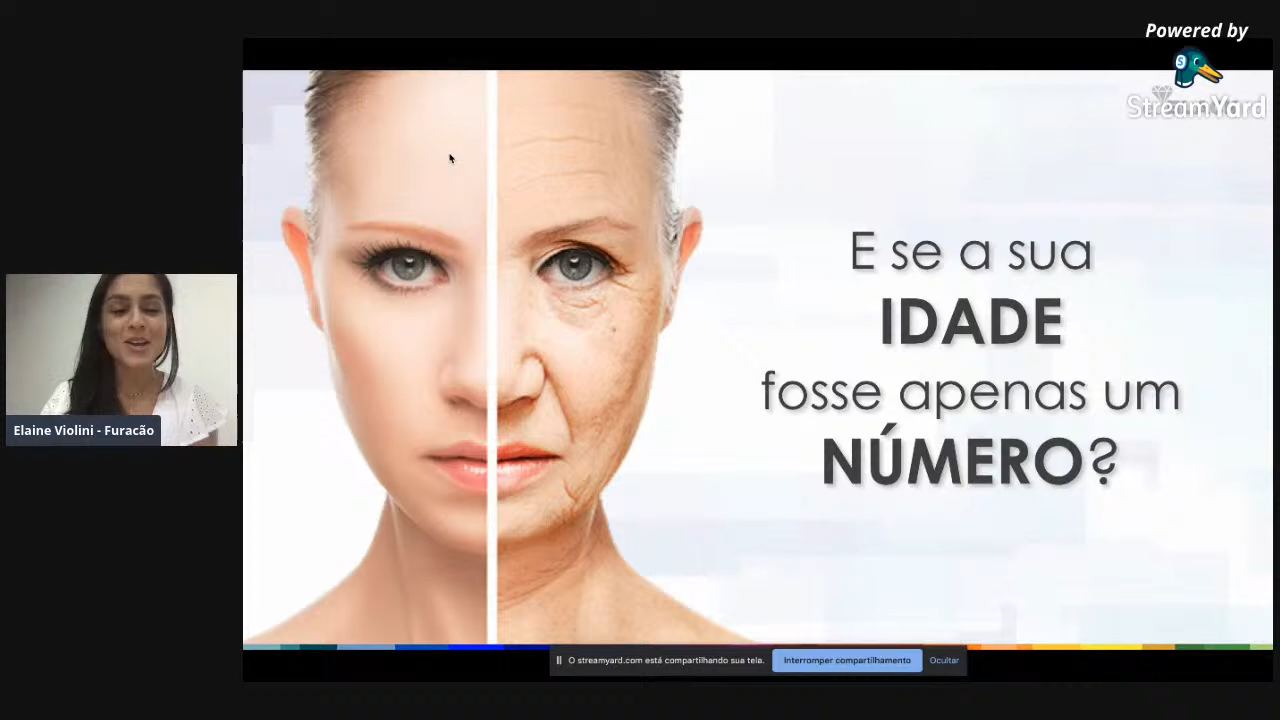 Powered by
StreamYard
E se a sua
IDADE
fosse apenas um
NÚMERO?
Elaine Violini - Furacão
O streamyard.com está compartilhando sua tela.
Interromper compartilhamento
Ocultar